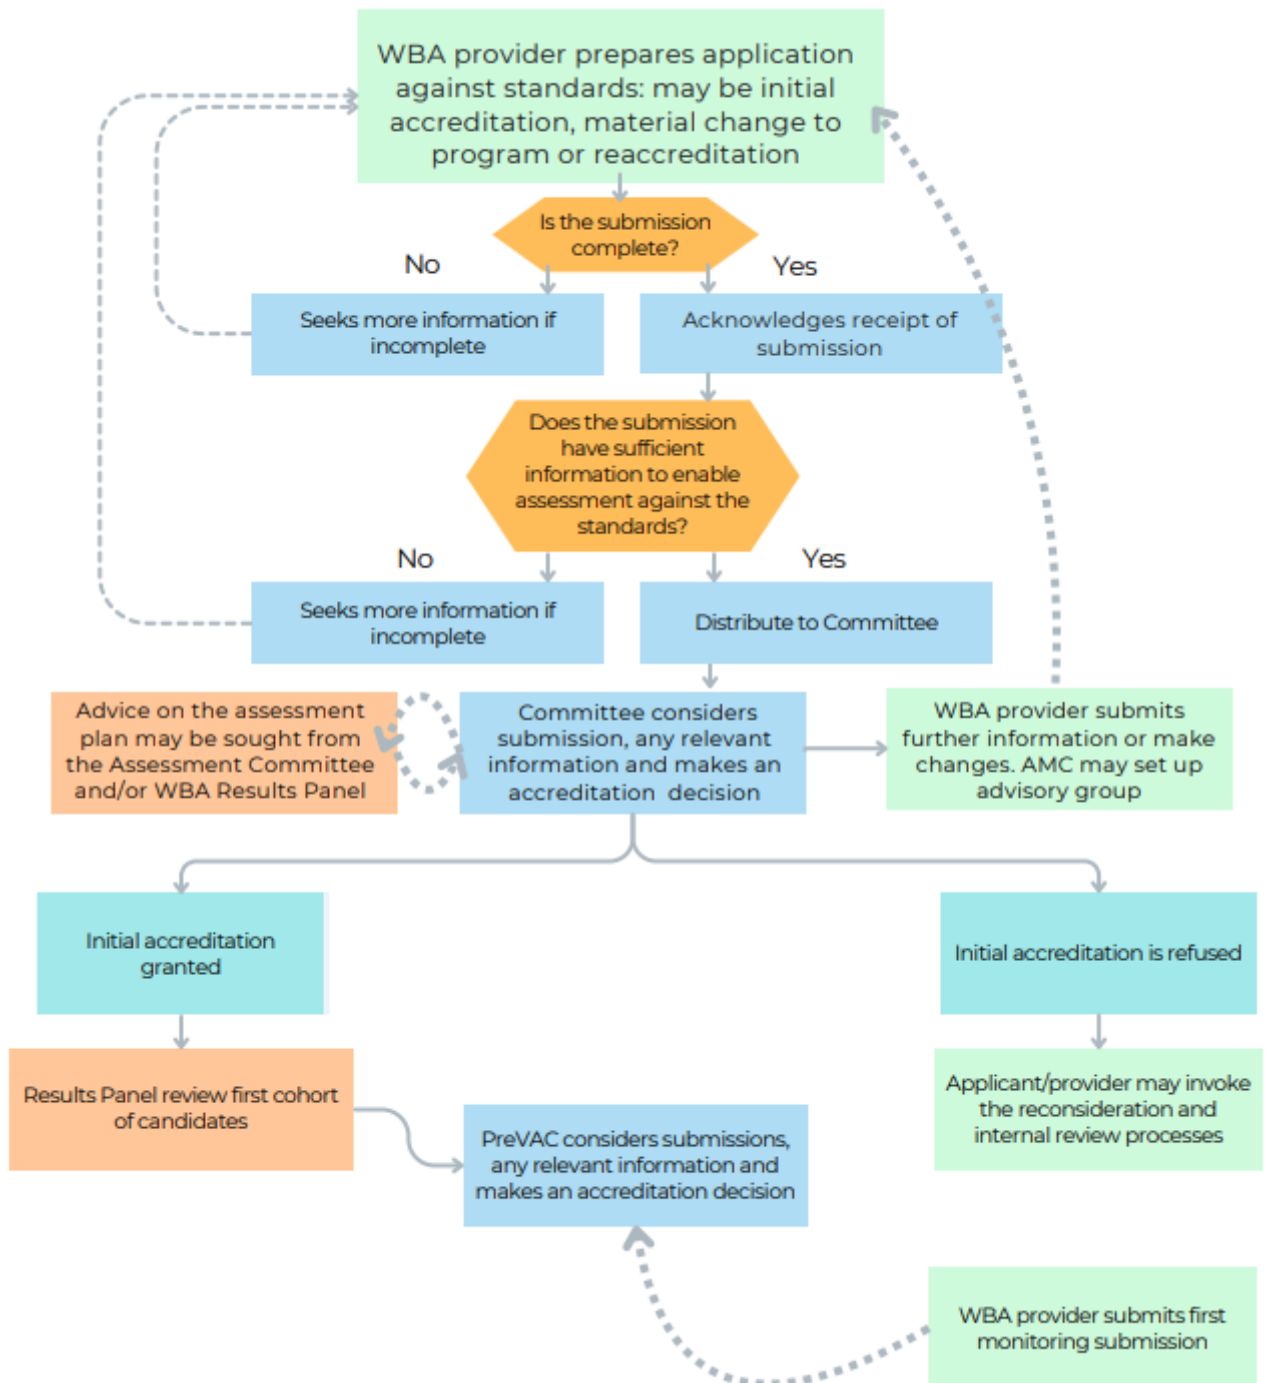 WBA provider prepares application
against standards: may be initial
accreditation, material change to
program or reaccreditation
Is the submission
complete?
No
Yes
Seeks more information if
incomplete
Acknowledges receipt of
submission
Does the submission
have sufficient
information to enable
assessment against the
standards?
No
Yes
Seeks more information if
incomplete
Distribute to Committee
Advice on the assessment
plan may be sought from
the Assessment Committee
and/or WBA Results Panel
Committee considers
submission, any relevant
information and makes an
accreditation decision
WBA provider submits
further information or make
changes. AMC may set up
advisory group
Initial accreditation
granted
Initial accreditation is refused
Results Panel review first cohort
of candidates
Applicant/provider may invoke
the reconsideration and
internal review processes
PreVAC considers submissions,
any relevant information and
makes an accreditation decision
WBA provider submits first
monitoring submission